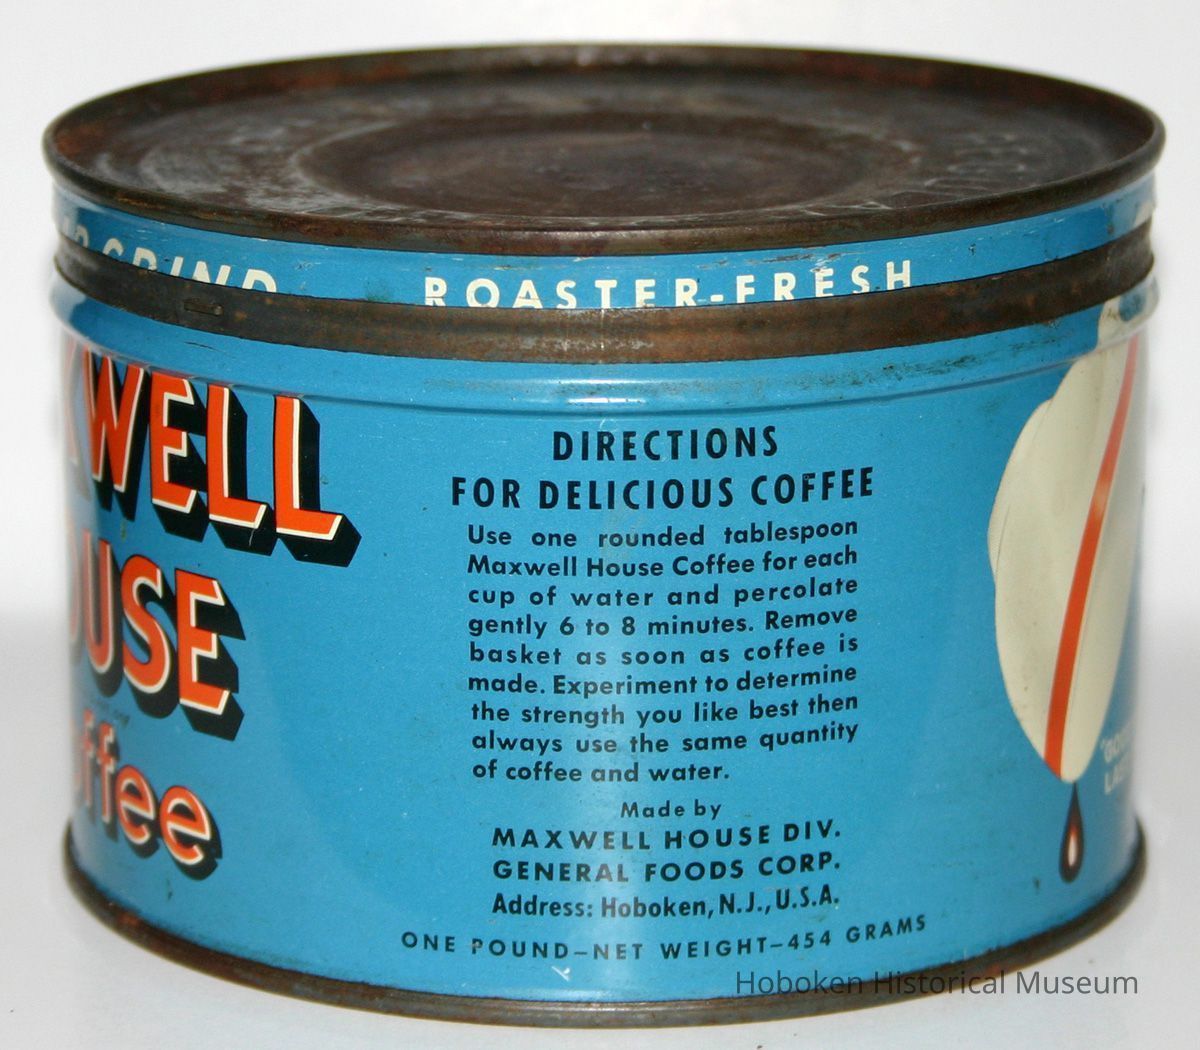 GRIND
ROASTER-FRESH
WELL
USE
ffee
DIRECTIONS
FOR DELICIOUS COFFEE
Use one rounded tablespoon
Maxwell House Coffee for each
cup of water and percolate
gently 6 to 8 minutes. Remove
basket as soon as coffee is
made. Experiment to determine
the strength you like best then
always use the same quantity
of coffee and water.
Made by
MAXWELL HOUSE DIV.
GENERAL FOODS CORP.
Address: Hoboken, N.J., U.S.A.
ONE POUND–NET WEIGHT–454 GRAMS
Hoboken Historical Museum